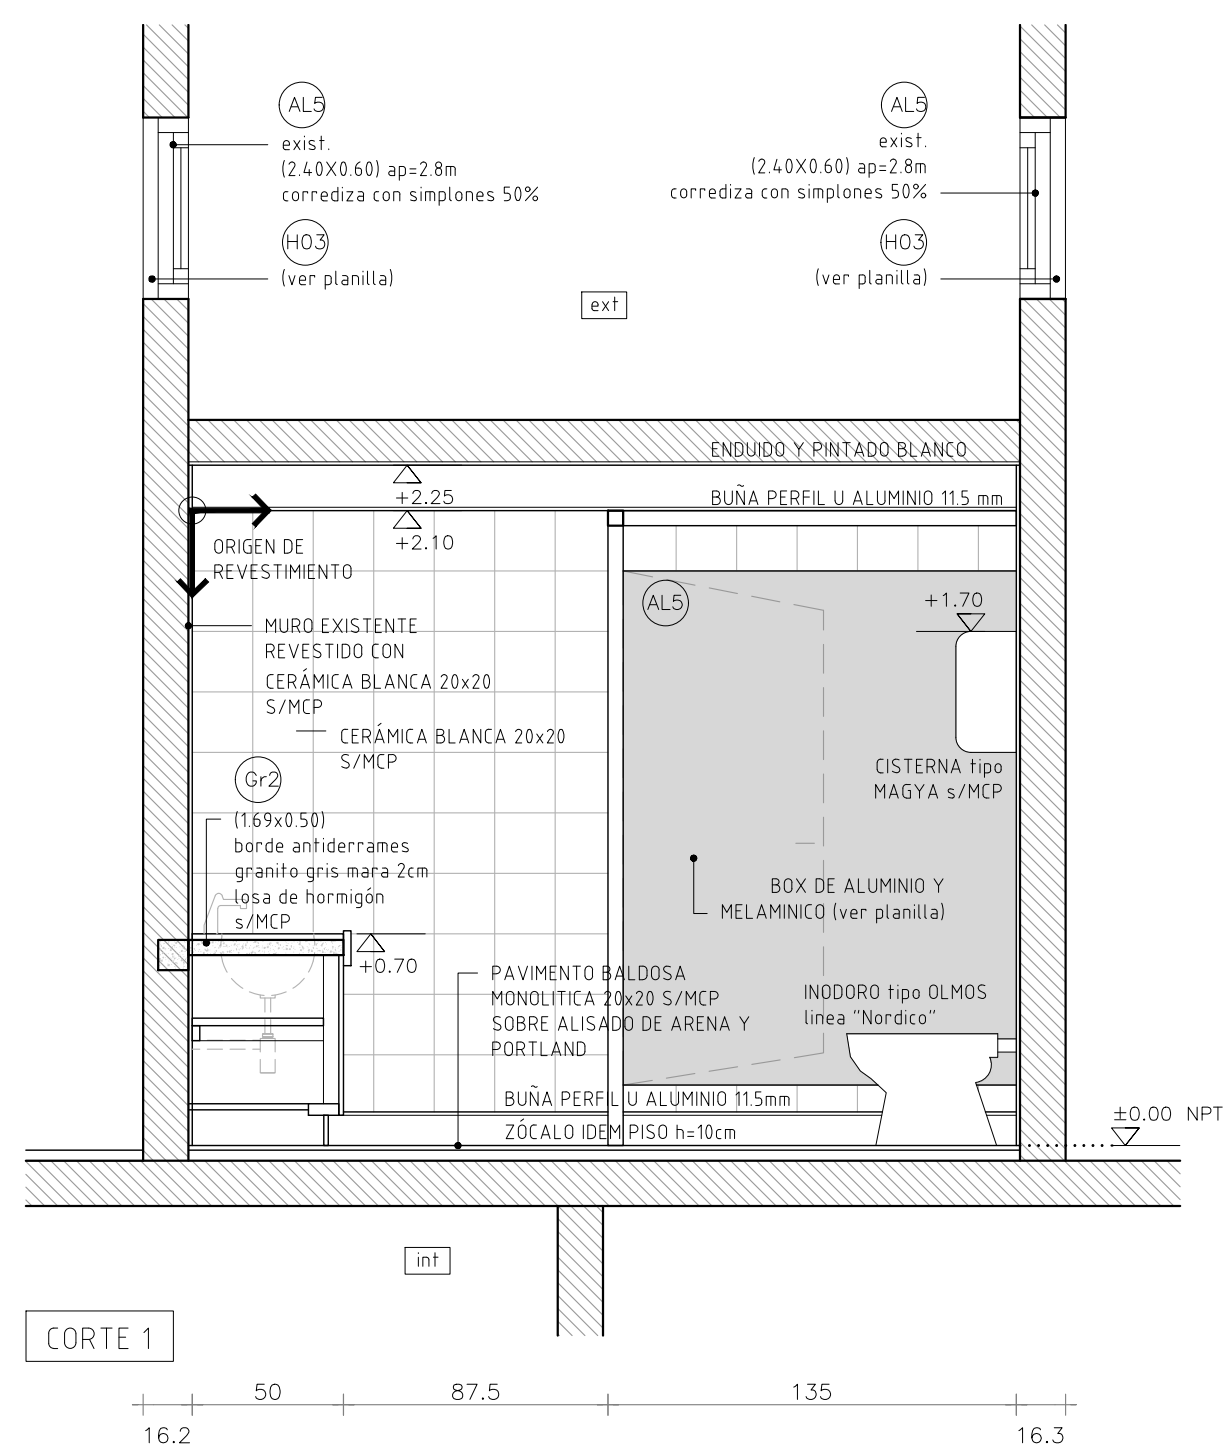 AL5
exist.
(2.40X0.60) ap=2.8m
corrediza con simplones 50%
H03
(ver planilla)
AL5
exist.
(2.40X0.60) ap=2.8m
corrediza con simplones 50%
H03
(ver planilla)
ext
ENDUIDO Y PINTADO BLANCO
+2.25
BUÑA PERFIL U ALUMINIO 11.5 mm
+2.10
ORIGEN DE
REVESTIMIENTO
AL5
+1.70
MURO EXISTENTE
REVESTIDO CON
CERÁMICA BLANCA 20x20
S/MCP
CERÁMICA BLANCA 20x20
S/MCP
CISTERNA tipo
MAGYA s/MCP
Gr2
(1.69x0.50)
borde antiderrames
granito gris mara 2cm
losa de hormigón
s/MCP
BOX DE ALUMINIO Y
MELAMINICO (ver planilla)
+0.70
PAVIMENTO BALDOSA
MONOLITICA 20x20 S/MCP
SOBRE ALISADO DE ARENA Y
PORTLAND
INODORO tipo OLMOS
linea "Nordico"
BUÑA PERFIL U ALUMINIO 11.5mm
ZÓCALO IDEM PISO h=10cm
±0.00 NPT
int
CORTE 1
50
87.5
135
16.2
16.3